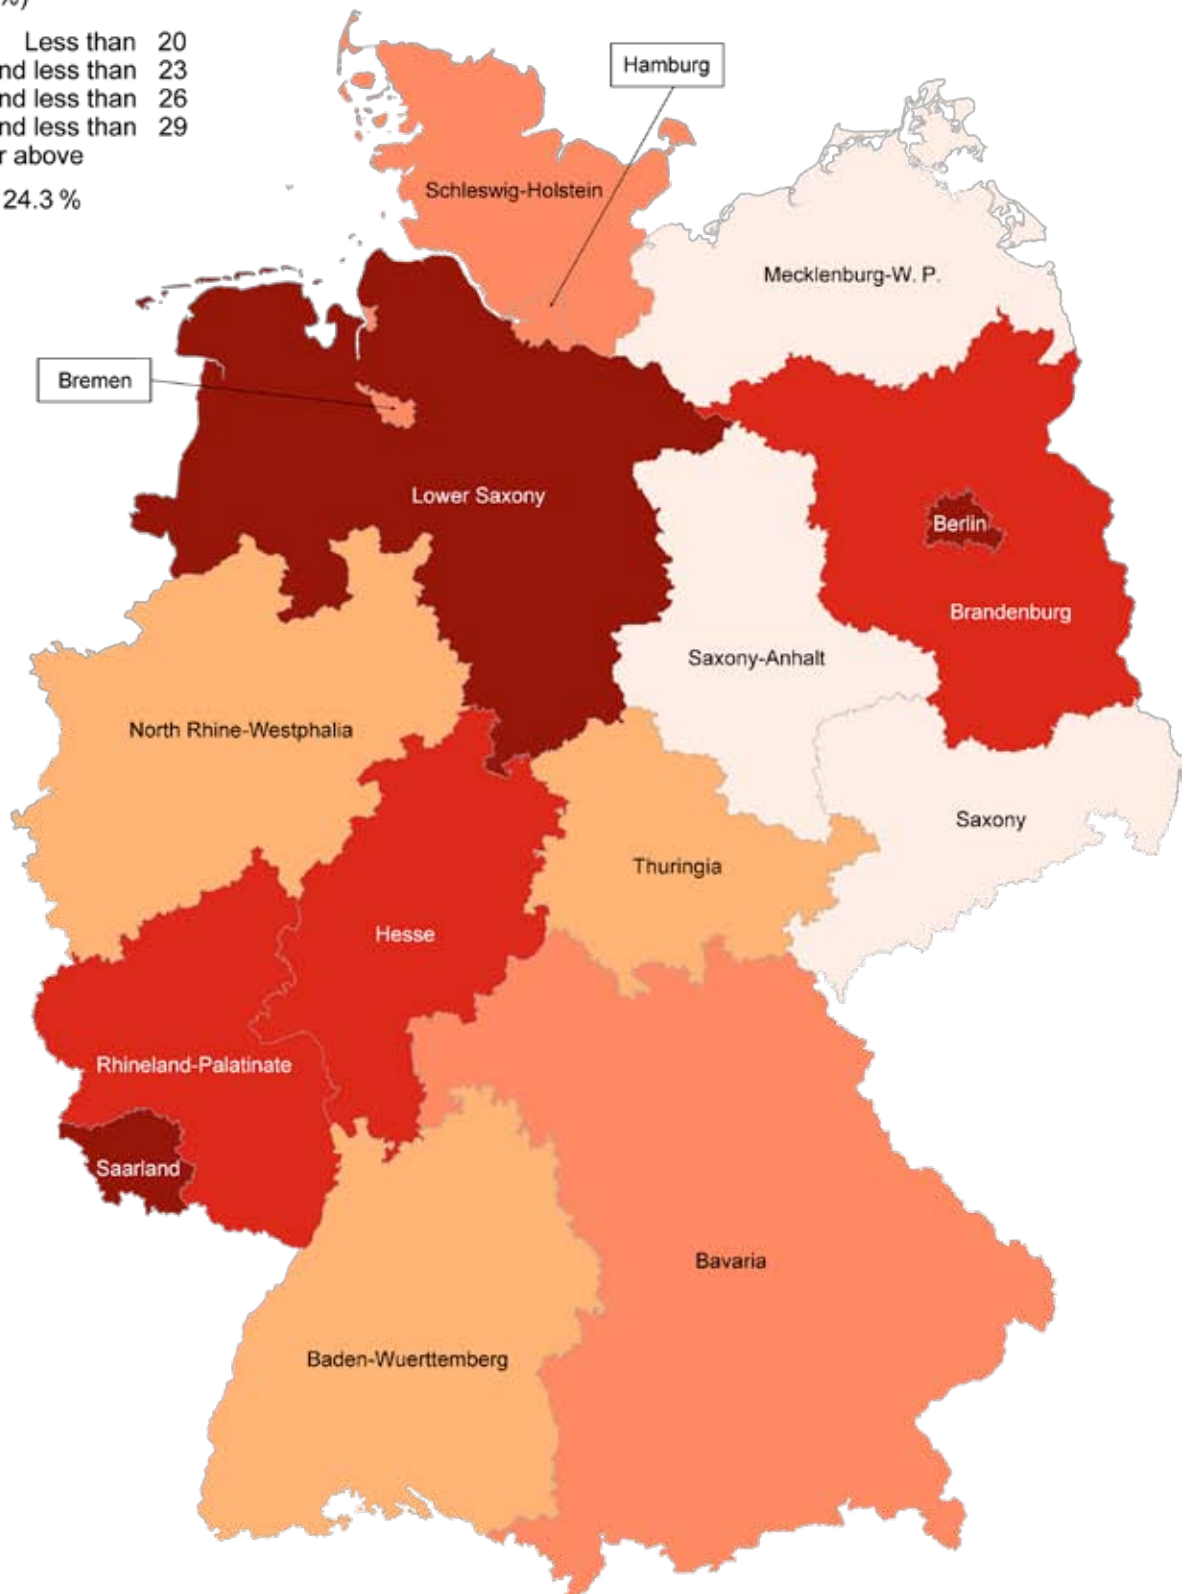 %)
Less than 20
nd less than 23
nd less than 26
nd less than 29
r above
24.3 %
Hamburg
Schleswig-Holstein
Mecklenburg-W. P.
Bremen
Lower Saxony
Berlin
Brandenburg
Saxony-Anhalt
North Rhine-Westphalia
Saxony
Thuringia
Hesse
Rhineland-Palatinate
Saarland
Bavaria
Baden-Wuerttemberg